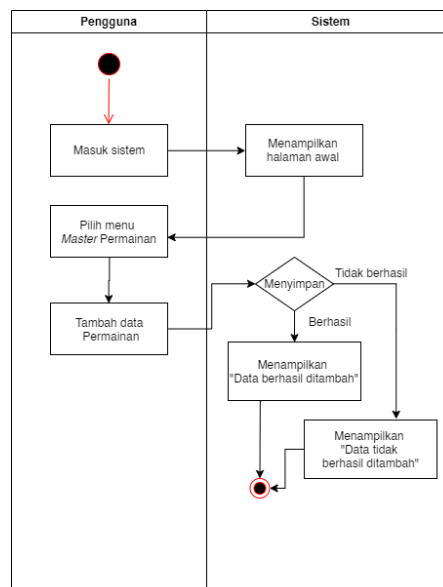 Pengguna
Sistem
Masuk sistem
Menampilkan
halaman awal
Pilih menu
Master Permainan
Tambah data
Permainan
Menyimpan
Tidak berhasil
Berhasil
Menampilkan
"Data berhasil ditambah"
Menampilkan
"Data tidak
berhasil ditambah"